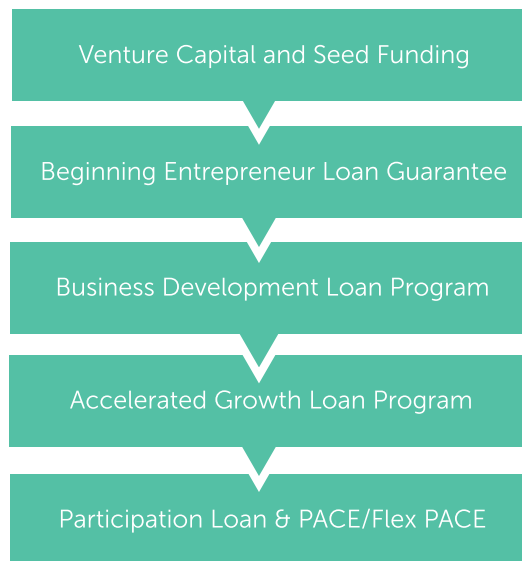 Venture Capital and Seed Funding
Beginning Entrepreneur Loan Guarantee
Business Development Loan Program
Accelerated Growth Loan Program
Participation Loan & PACE/Flex PACE